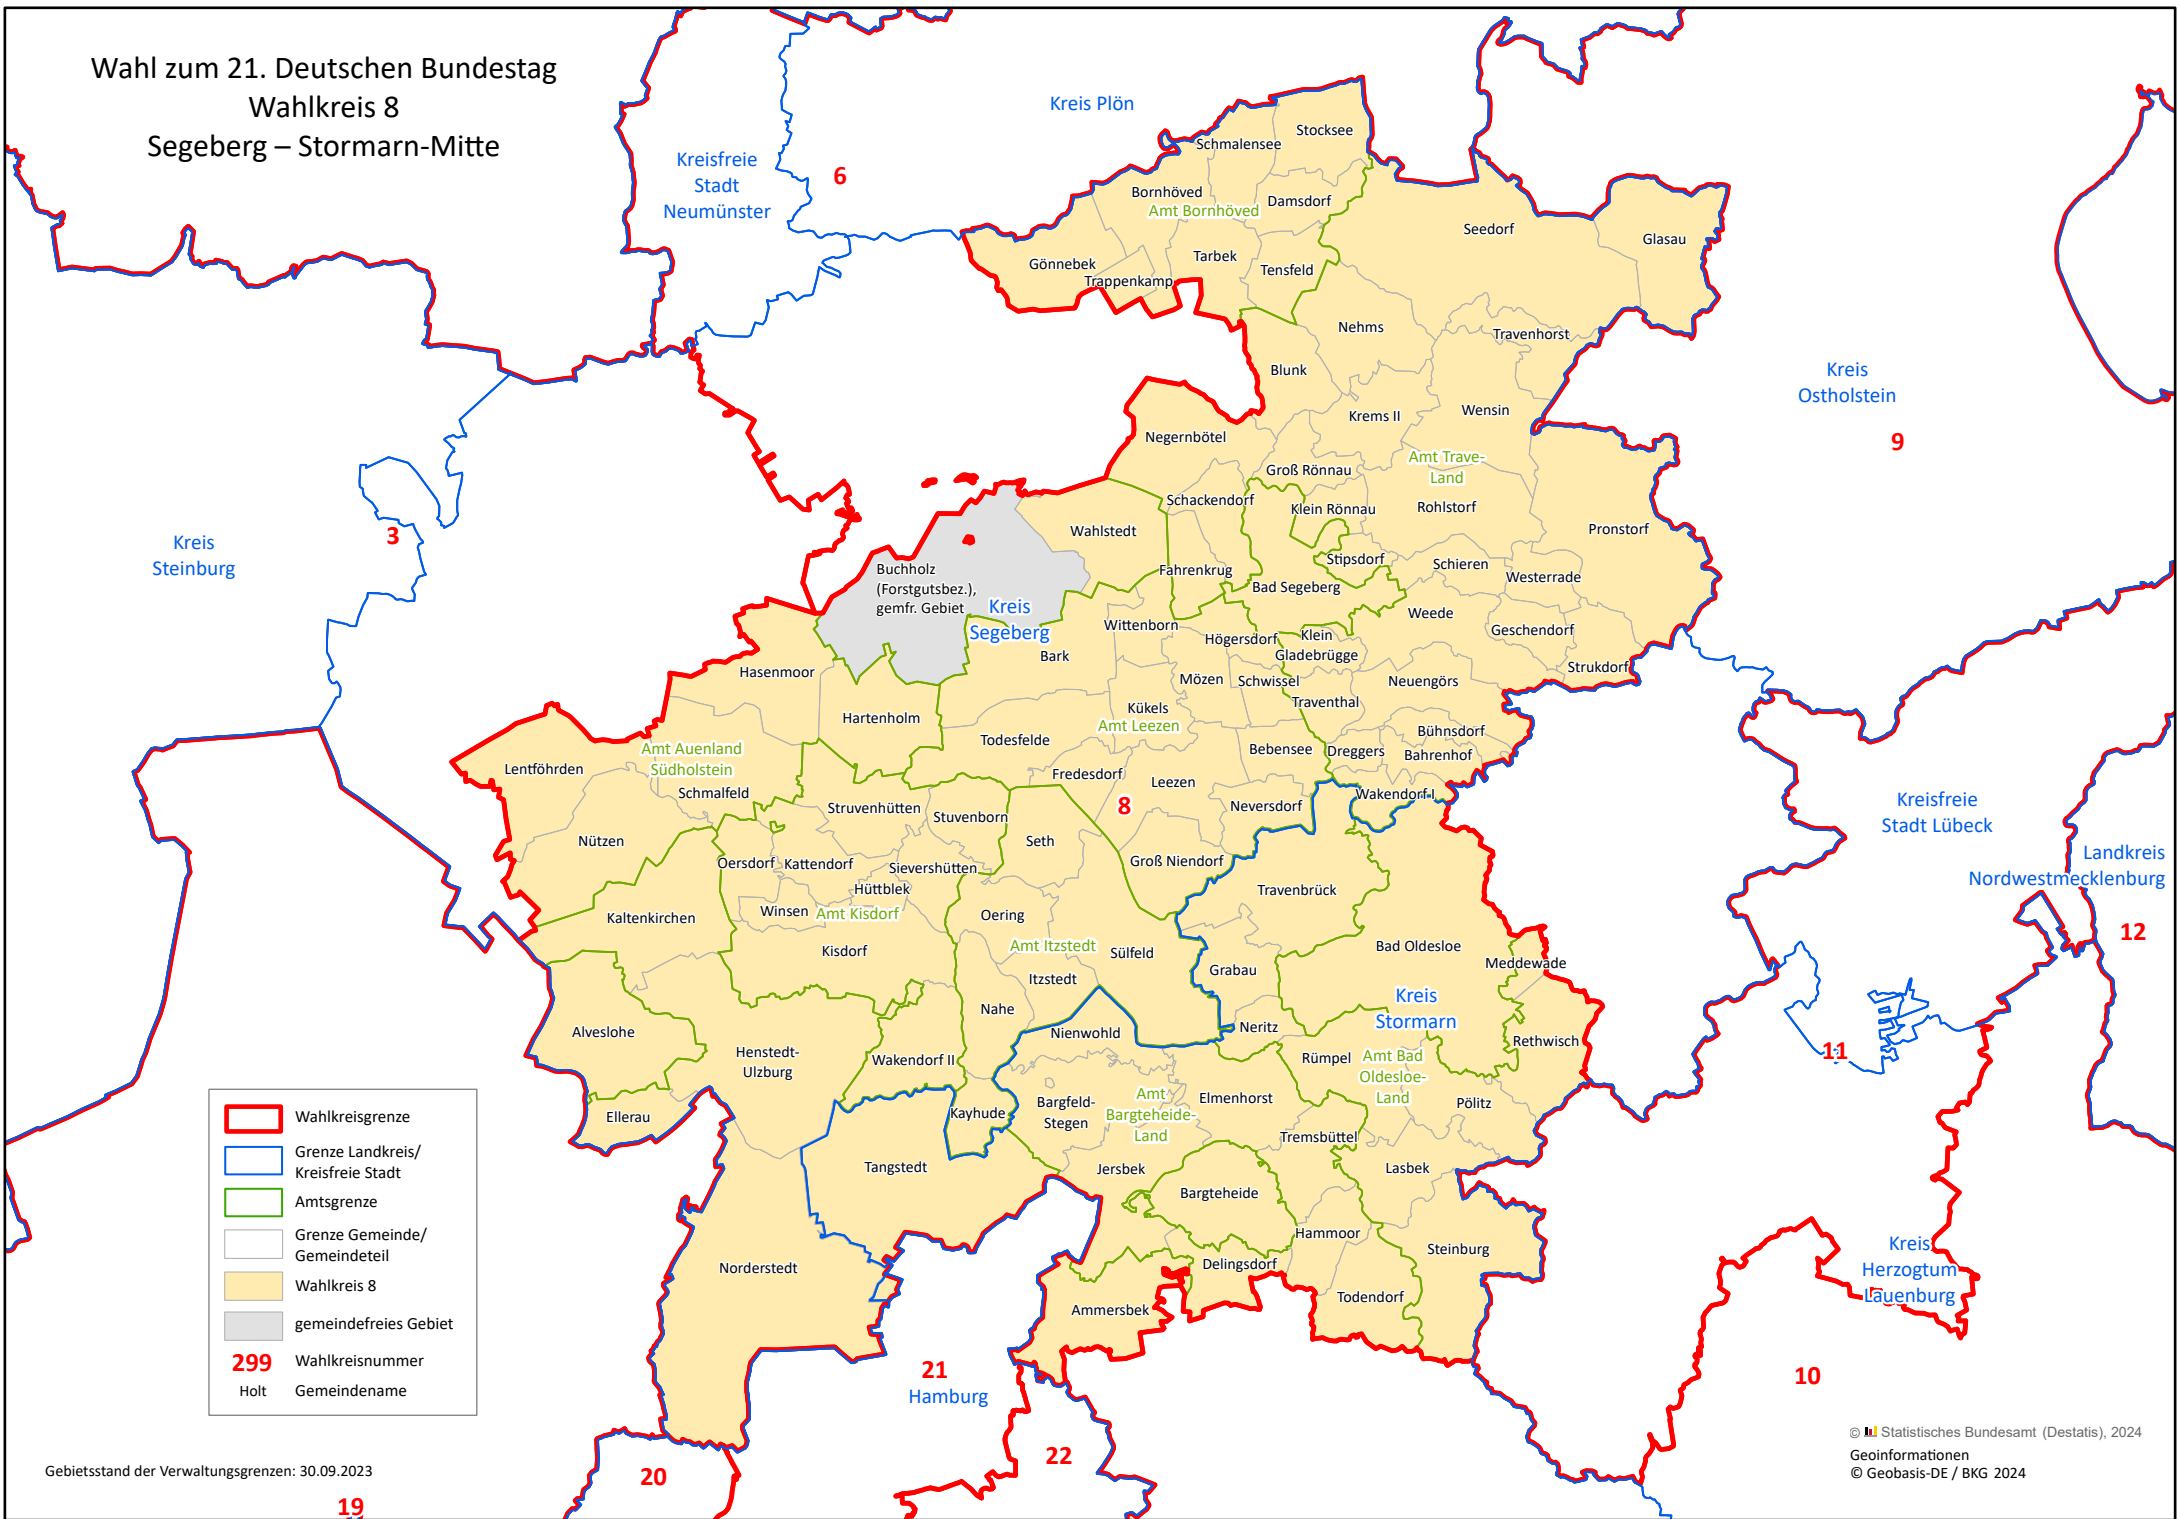 Wahl zum 21. Deutschen Bundestag
Wahlkreis 8
Segeberg – Stormarn-Mitte
Kreis Plön
Kreisfreie
Stadt
Neumünster
6
Stocksee
Schmalensee
Bornhöved
Amt Bornhöved
Damsdorf
Seedorf
Glasau
Gönnebek
Trappenkamp
Tarbek
Tensfeld
Nehms
Travenhorst
Blunk
Kreis
Ostholstein
9
Krems II
Wensin
Negernbötel
Groß Rönnau
Amt Trave-
Land
Schackendorf
Klein Rönnau
Rohlstorf
Pronstorf
Wahlstedt
3
Kreis
Steinburg
Buchholz
(Forstgutsbez.),
gemfr. Gebiet
Kreis
Segeberg
Fahrenkrug
Stipsdorf
Schieren
Westerrade
Bad Segeberg
Weede
Wittenborn
Högersdorf
Klein
Gladebrügge
Geschendorf
Strukdorf
Bark
Hasenmoor
Mözen
Schwissel
Neuengörs
Traventhal
Hartenholm
Kükels
Amt Leezen
Bühnsdorf
Todesfelde
Bebensee
Dreggers
Bahrenhof
Amt Auenland
Südholstein
Lentföhrden
Schmalfeld
Fredesdorf
Leezen
8
Neversdorf
Wakendorf I
Struvenhütten
Stuvenborn
Nützen
Seth
Groß Niendorf
Oersdorf
Kattendorf
Sievershütten
Hüttblek
Travenbrück
Kreisfreie
Stadt Lübeck
Landkreis
Nordwestmecklenburg
12
Kaltenkirchen
Winsen
Amt Kisdorf
Oering
Kisdorf
Amt Itzstedt
Sülfeld
Bad Oldesloe
Meddewade
Grabau
Itzstedt
Kreis
Stormarn
Nahe
Nienwohld
Neritz
Rethwisch
11
Alveslohe
Henstedt-
Ulzburg
Wakendorf II
Rümpel
Amt Bad
Oldesloe-
Land
Pölitz
Ellerau
Kayhude
Bargfeld-
Stegen
Amt
Bargteheide-
Land
Elmenhorst
Tremsbüttel
Tangstedt
Jersbek
Lasbek
Bargteheide
Hammoor
Steinburg
Norderstedt
Delingsdorf
Ammersbek
Todendorf
Kreis
Herzogtum
Lauenburg
21
Hamburg
10
22
20
19
Wahlkreisgrenze
Grenze Landkreis/
Kreisfreie Stadt
Amtsgrenze
Grenze Gemeinde/
Gemeindeteil
Wahlkreis 8
gemeindefreies Gebiet
299 Wahlkreisnummer
Holt Gemeindename
Gebietsstand der Verwaltungsgrenzen: 30.09.2023
© Statistisches Bundesamt (Destatis), 2024
Geoinformationen
© Geobasis-DE / BKG 2024